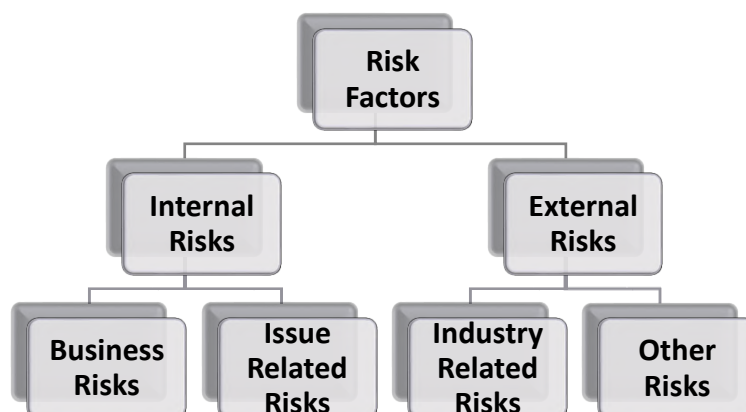 Risk
Factors
Internal
Risks
External
Risks
Business
Risks
Issue
Related
Risks
Industry
Related
Risks
Other
Risks